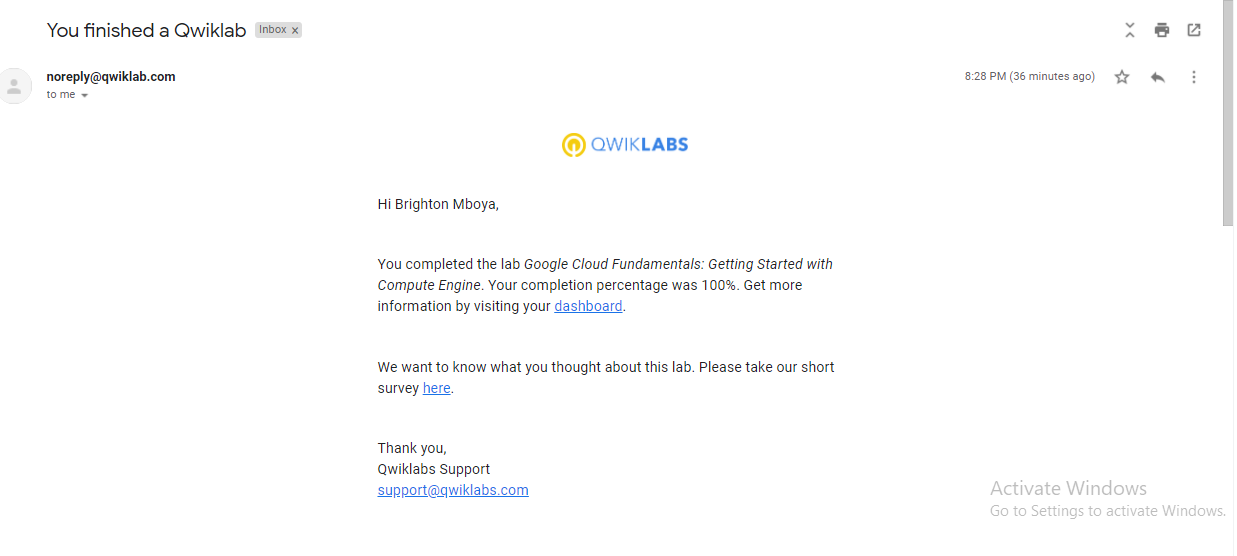 You finished a Qwiklab Inbox x
noreply@qwiklab.com 8:28 PM (36 minutes ago)
to me
QWIKLABS
Hi Brighton Mboya,
You completed the lab Google Cloud Fundamentals: Getting Started with
Compute Engine. Your completion percentage was 100%. Get more
information by visiting your dashboard.
We want to know what you thought about this lab. Please take our short
survey here.
Thank you,
Qwiklabs Support
support@qwiklabs.com
Activate Windows
Go to Settings to activate Windows.